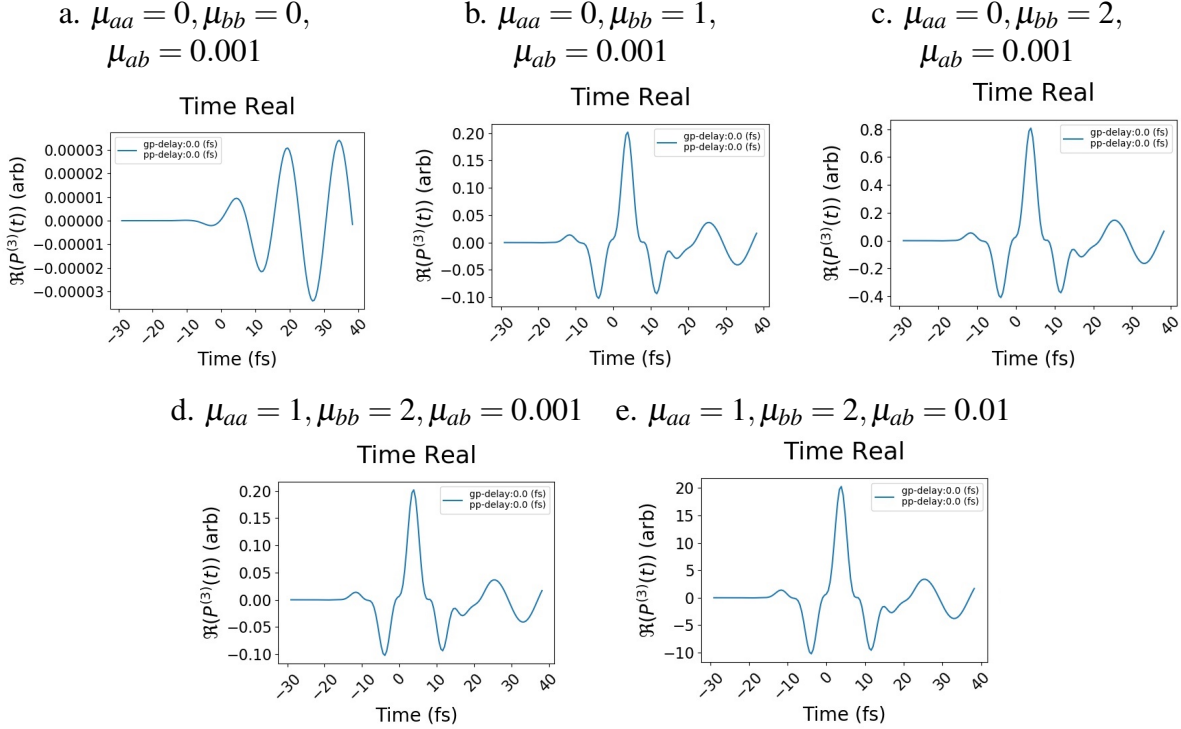 a. μaa = 0, μbb = 0,
μab = 0.001
Time Real
gp-delay:0.0 (fs)
pp-delay:0.0 (fs)
ℜ(P(3)(t)) (arb)
0.00003
0.00002
0.00001
0.00000
−0.00001
−0.00002
−0.00003
−30 −20 −10 0 10 20 30 40
Time (fs)
b. μaa = 0, μbb = 1,
μab = 0.001
Time Real
gp-delay:0.0 (fs)
pp-delay:0.0 (fs)
ℜ(P(3)(t)) (arb)
0.20
0.15
0.10
0.05
0.00
−0.05
−0.10
−30 −20 −10 0 10 20 30 40
Time (fs)
c. μaa = 0, μbb = 2,
μab = 0.001
Time Real
gp-delay:0.0 (fs)
pp-delay:0.0 (fs)
ℜ(P(3)(t)) (arb)
0.8
0.6
0.4
0.2
0.0
−0.2
−0.4
−30 −20 −10 0 10 20 30 40
Time (fs)
d. μaa = 1, μbb = 2, μab = 0.001
Time Real
gp-delay:0.0 (fs)
pp-delay:0.0 (fs)
ℜ(P(3)(t)) (arb)
0.20
0.15
0.10
0.05
0.00
−0.05
−0.10
−30 −20 −10 0 10 20 30 40
Time (fs)
e. μaa = 1, μbb = 2, μab = 0.01
Time Real
gp-delay:0.0 (fs)
pp-delay:0.0 (fs)
ℜ(P(3)(t)) (arb)
20
15
10
5
0
−5
−10
−30 −20 −10 0 10 20 30 40
Time (fs)